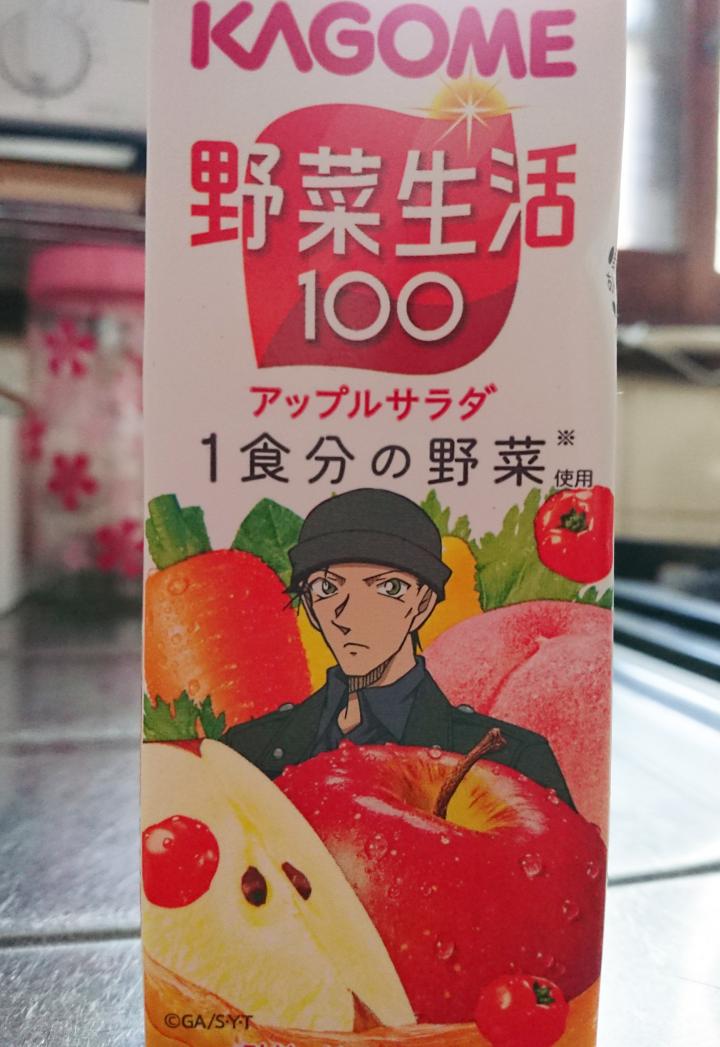 KAGOME
野菜生活
100
アップルサラダ
1食分の野菜※
使用
©GA/S・Y・T